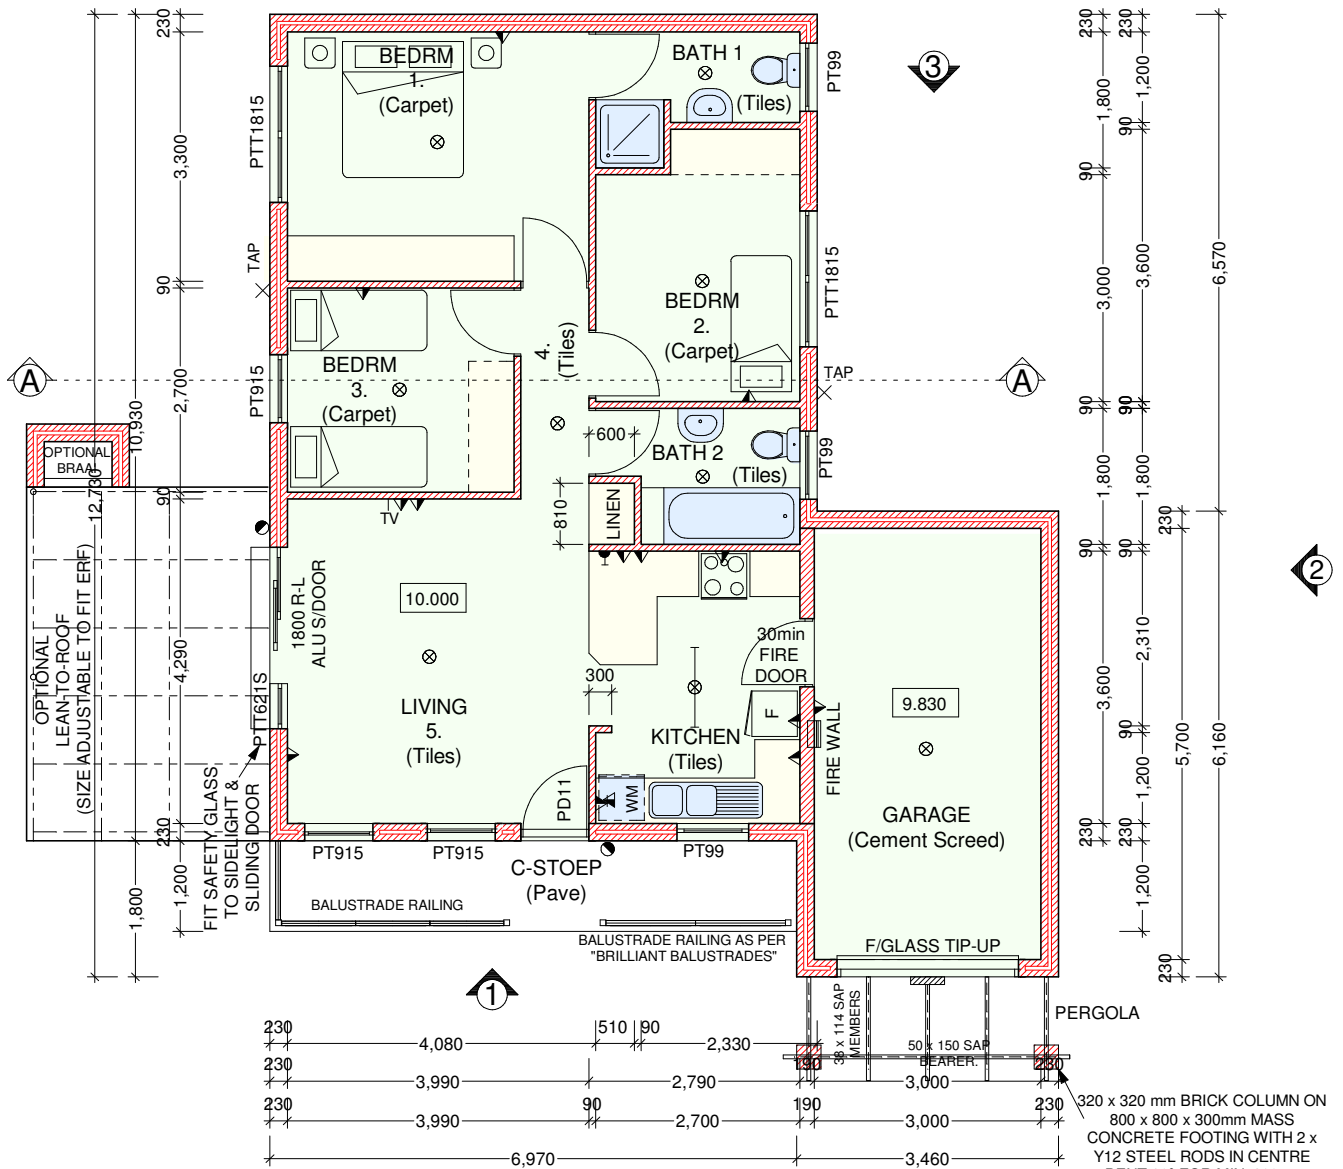 BEDRM
1.
(Carpet)
BATH 1
(Tiles)
3
PT99
PTT1815
TAP
BEDRM
2.
(Carpet)
PTT1815
BEDRM
3.
(Carpet)
4.
(Tiles)
TAP
A
A
PT915
600
BATH 2
(Tiles)
PT99
OPTIONAL
BRAAI
TV
810
LINEN
OPTIONAL
LEAN-TO-ROOF
(SIZE ADJUSTABLE TO FIT ERF)
1800 R-L
ALU S/DOOR
10.000
30min
FIRE
DOOR
2
300
PTT621S
LIVING
5.
(Tiles)
F
KITCHEN
(Tiles)
FIRE WALL
9.830
FIT SAFETY GLASS
TO SIDELIGHT &
SLIDING DOOR
PD11
WM
GARAGE
(Cement Screed)
PT915
PT915
PT99
C-STOEP
(Pave)
BALUSTRADE RAILING
BALUSTRADE RAILING AS PER
"BRILLIANT BALUSTRADES"
F/GLASS TIP-UP
1
38 x 114 SAP
MEMBERS
50 x 150 SAP
BEARER.
PERGOLA
320 x 320 mm BRICK COLUMN ON
800 x 800 x 300mm MASS
CONCRETE FOOTING WITH 2 x
Y12 STEEL RODS IN CENTRE
12,730
10,930
1,800
230
3,300
90
2,700
90
4,290
230
1,200
230
1,800
90
3,000
90
1,800
90
3,600
230
230
1,200
90
3,600
90
1,800
90
2,310
90
1,200
230
1,200
230
5,700
230
6,570
6,160
230
4,080
510
90
2,330
230
3,990
2,790
190
3,000
230
230
3,990
90
2,700
190
3,000
230
6,970
3,460